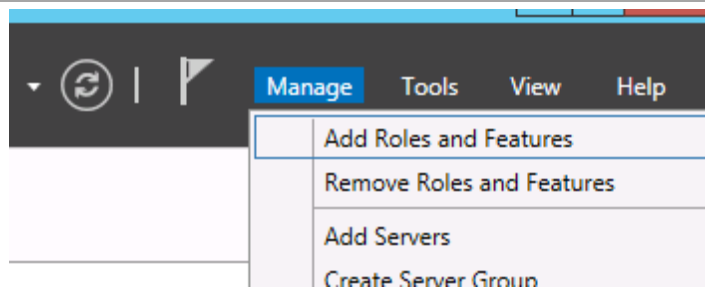 Manage Tools View Help
Add Roles and Features
Remove Roles and Features
Add Servers
Create Server Group